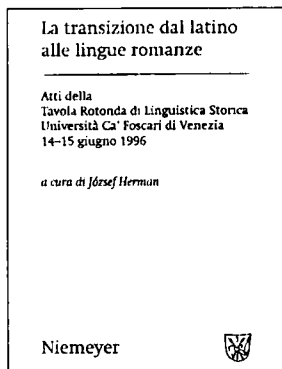 La transizione dal latino
alle lingue romanze
Atti della
Tavola Rotonda di Linguistica Storica
Università Ca' Foscari di Venezia
14–15 giugno 1996
a cura di József Herman
Niemeyer